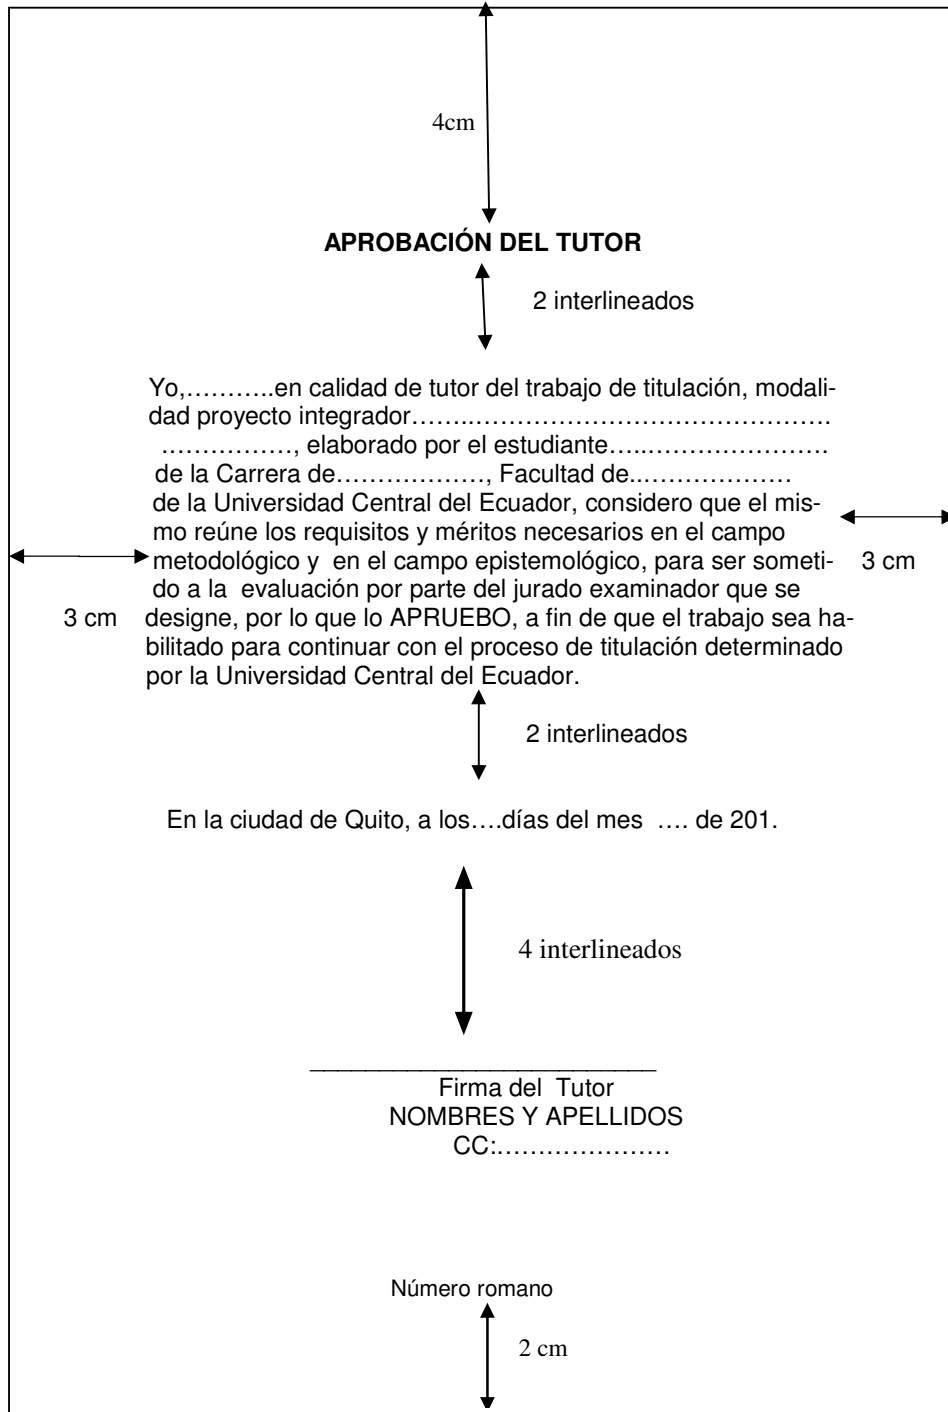 4cm
APROBACIÓN DEL TUTOR
2 interlineados
Yo,………..en calidad de tutor del trabajo de titulación, modali-
dad proyecto integrador……..…………………………………….
…………….., elaborado por el estudiante…..………………….
de la Carrera de………………, Facultad de...………………
de la Universidad Central del Ecuador, considero que el mis-
mo reúne los requisitos y méritos necesarios en el campo
metodológico y en el campo epistemológico, para ser someti-
3 cm
do a la evaluación por parte del jurado examinador que se
3 cm
designe, por lo que lo APRUEBO, a fin de que el trabajo sea ha-
bilitado para continuar con el proceso de titulación determinado
por la Universidad Central del Ecuador.
2 interlineados
En la ciudad de Quito, a los….días del mes …. de 201.
4 interlineados
Firma del Tutor
NOMBRES Y APELLIDOS
CC:…………………
Número romano
2 cm